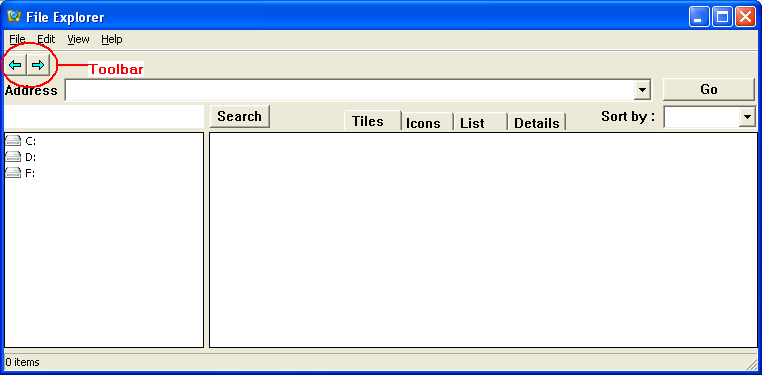 File Explorer
File Edit View Help
Toolbar
Address Go
Search Tiles Icons List Details Sort by :
C:
D:
F:
0 items